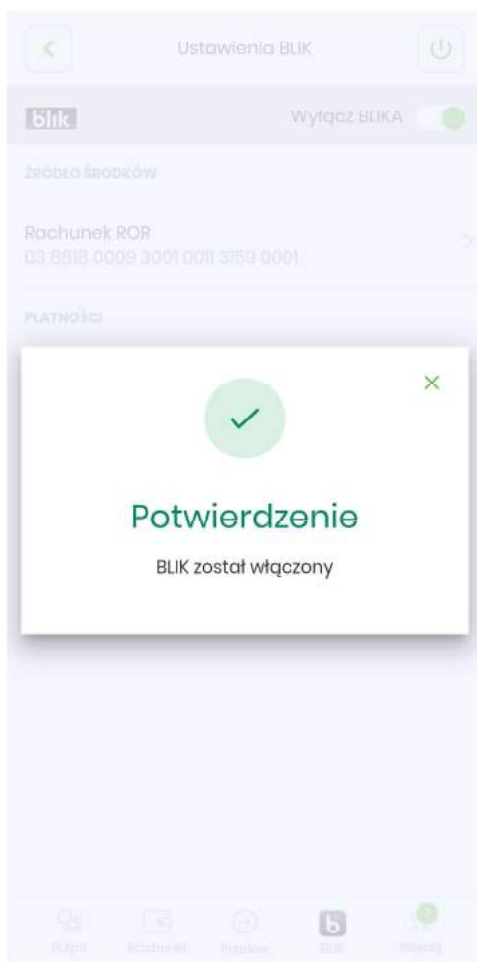 Ustawienia BLIK
blik
Wyłącz BLIKA
ŹRÓDŁO ŚRODKÓW
Rachunek ROR
03 8818 0009 3001 0011 3159 0001
PŁATNOŚCI
Potwierdzenie
BLIK został włączony
Pulpit
Rachunki
Przelewy
BLIK
Więcej